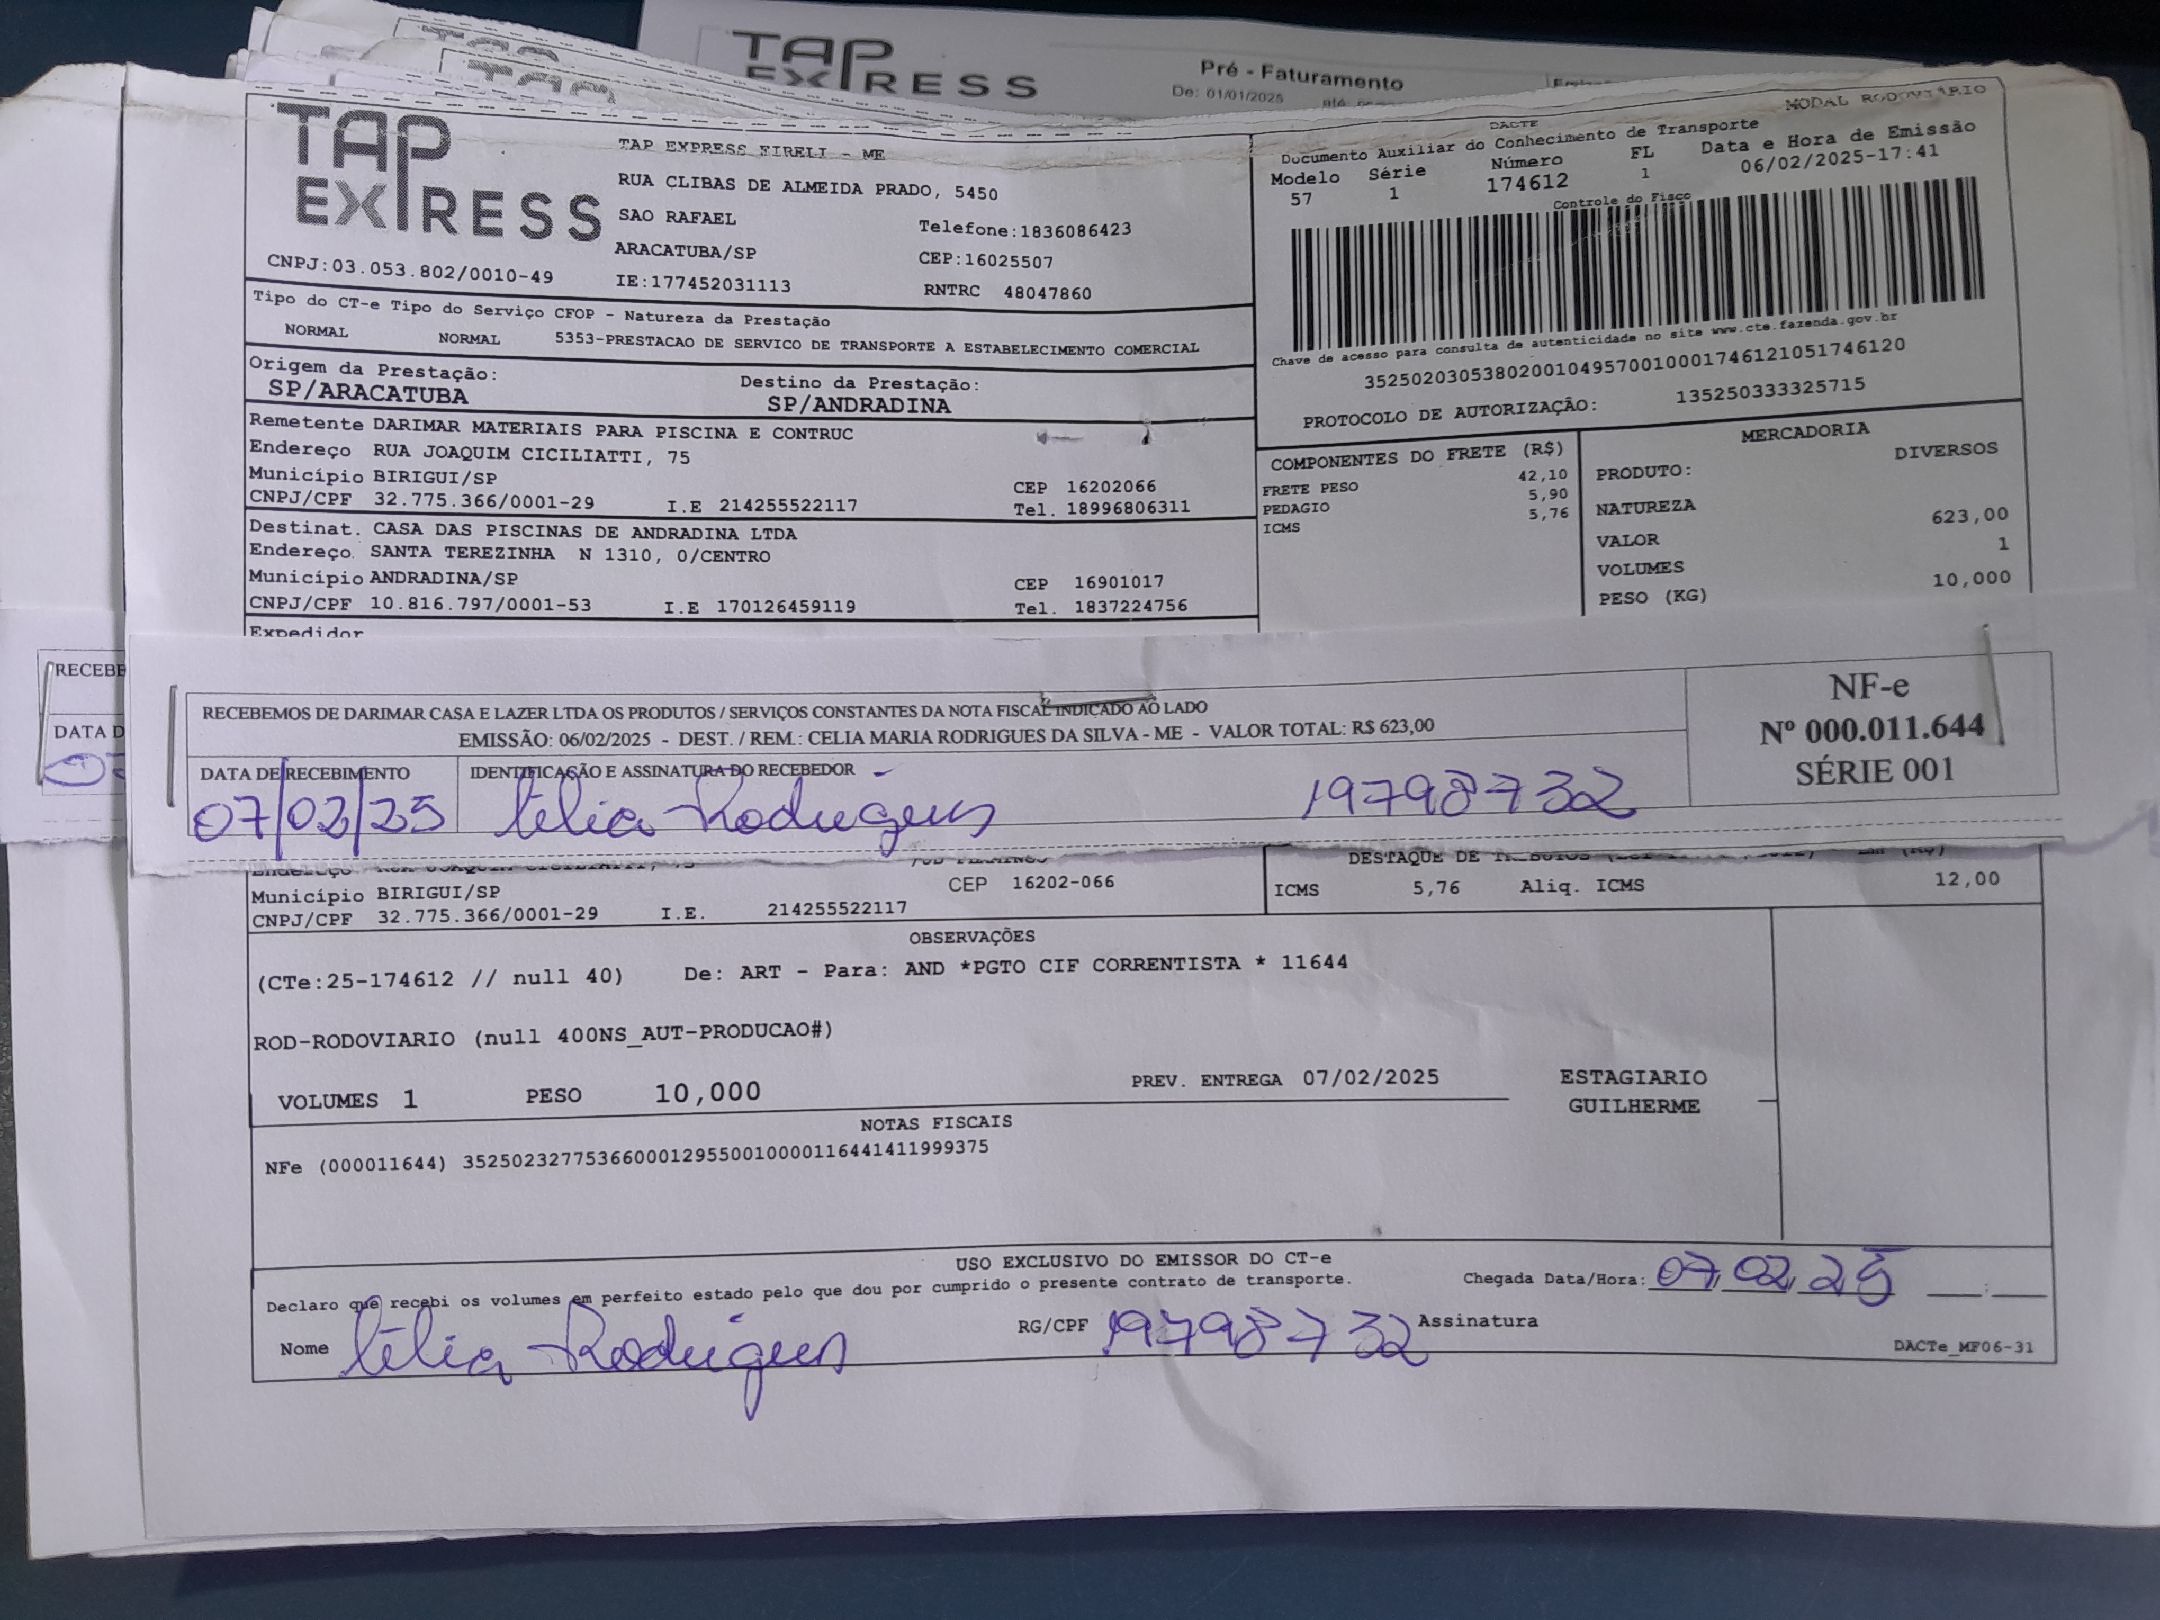 TAP
EXPRESS
Pré - Faturamento
De: 01/01/2025 até
TAP
EXPRESS
CNPJ:03.053.802/0010-49
TAP EXPRESS EIRELI - ME
RUA CLIBAS DE ALMEIDA PRADO, 5450
SAO RAFAEL Telefone:1836086423
ARACATUBA/SP CEP:16025507
IE:177452031113 RNTRC 48047860
MODAL RODOVIÁRIO
DACTE
Documento Auxiliar do Conhecimento de Transporte
Modelo Série Número FL Data e Hora de Emissão
57 1 174612 1 06/02/2025-17:41
Controle do Fisco
Chave de acesso para consulta de autenticidade no site www.cte.fazenda.gov.br
35250203053802001049570010001746121051746120
PROTOCOLO DE AUTORIZAÇÃO: 135250333325715
Tipo do CT-e Tipo do Serviço CFOP - Natureza da Prestação
NORMAL NORMAL 5353-PRESTACAO DE SERVICO DE TRANSPORTE A ESTABELECIMENTO COMERCIAL
Origem da Prestação: Destino da Prestação:
SP/ARACATUBA SP/ANDRADINA
Remetente DARIMAR MATERIAIS PARA PISCINA E CONTRUC
Endereço RUA JOAQUIM CICILIATTI, 75
Município BIRIGUI/SP CEP 16202066
CNPJ/CPF 32.775.366/0001-29 I.E 214255522117 Tel. 18996806311
Destinat. CASA DAS PISCINAS DE ANDRADINA LTDA
Endereço. SANTA TEREZINHA N 1310, 0/CENTRO
Município ANDRADINA/SP CEP 16901017
CNPJ/CPF 10.816.797/0001-53 I.E 170126459119 Tel. 1837224756
Expedidor
COMPONENTES DO FRETE (R$)
FRETE PESO 42,10
PEDAGIO 5,90
ICMS 5,76
MERCADORIA
PRODUTO: DIVERSOS
NATUREZA
VALOR 623,00
VOLUMES 1
PESO (KG) 10,000
RECEBE
DATA D
RECEBEMOS DE DARIMAR CASA E LAZER LTDA OS PRODUTOS / SERVIÇOS CONSTANTES DA NOTA FISCAL INDICADO AO LADO
EMISSÃO: 06/02/2025 - DEST. / REM.: CELIA MARIA RODRIGUES DA SILVA - ME - VALOR TOTAL: R$ 623,00
DATA DE RECEBIMENTO IDENTIFICAÇÃO E ASSINATURA DO RECEBEDOR
07/02/25 Célia Rodrigues 19798732
NF-e
Nº 000.011.644
SÉRIE 001
Município BIRIGUI/SP CEP 16202-066
CNPJ/CPF 32.775.366/0001-29 I.E. 214255522117
DESTAQUE DE
ICMS 5,76 Aliq. ICMS 12,00
OBSERVAÇÕES
(CTe:25-174612 // null 40) De: ART - Para: AND *PGTO CIF CORRENTISTA * 11644
ROD-RODOVIARIO (null 400NS_AUT-PRODUCAO#)
VOLUMES 1 PESO 10,000 PREV. ENTREGA 07/02/2025
ESTAGIARIO
GUILHERME
NOTAS FISCAIS
NFe (000011644) 35250232775366000129550010000116441411999375
USO EXCLUSIVO DO EMISSOR DO CT-e
Declaro que recebi os volumes em perfeito estado pelo que dou por cumprido o presente contrato de transporte. Chegada Data/Hora: 07 02 25 :
Nome Célia Rodrigues RG/CPF 19798732 Assinatura
DACTe_MF06-31